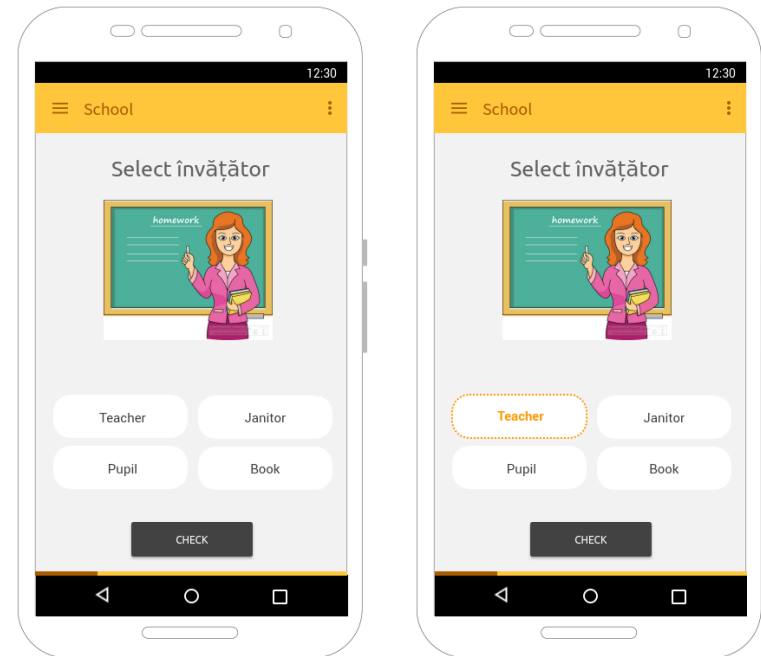 12:30
School
Select învățător
homework
Teacher Janitor
Pupil Book
CHECK
12:30
School
Select învățător
homework
Teacher Janitor
Pupil Book
CHECK